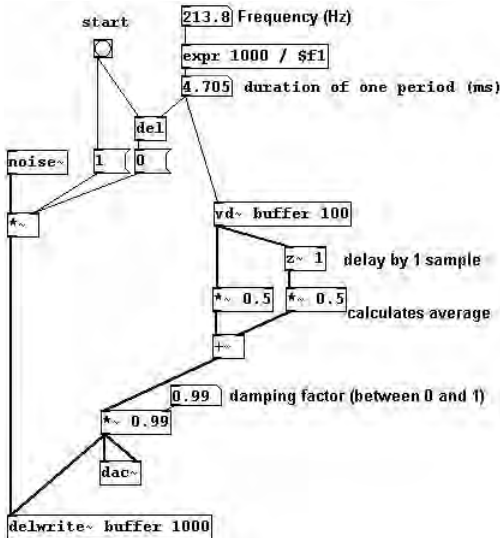 213.8 Frequency (Hz)
start
expr 1000 / $f1
4.705 duration of one period (ms)
del
noise~ 1 0
*~
vd~ buffer 100
z~ 1 delay by 1 sample
*~ 0.5 *~ 0.5
calculates average
+~
0.99 damping factor (between 0 and 1)
*~ 0.99
dac~
delwrite~ buffer 1000